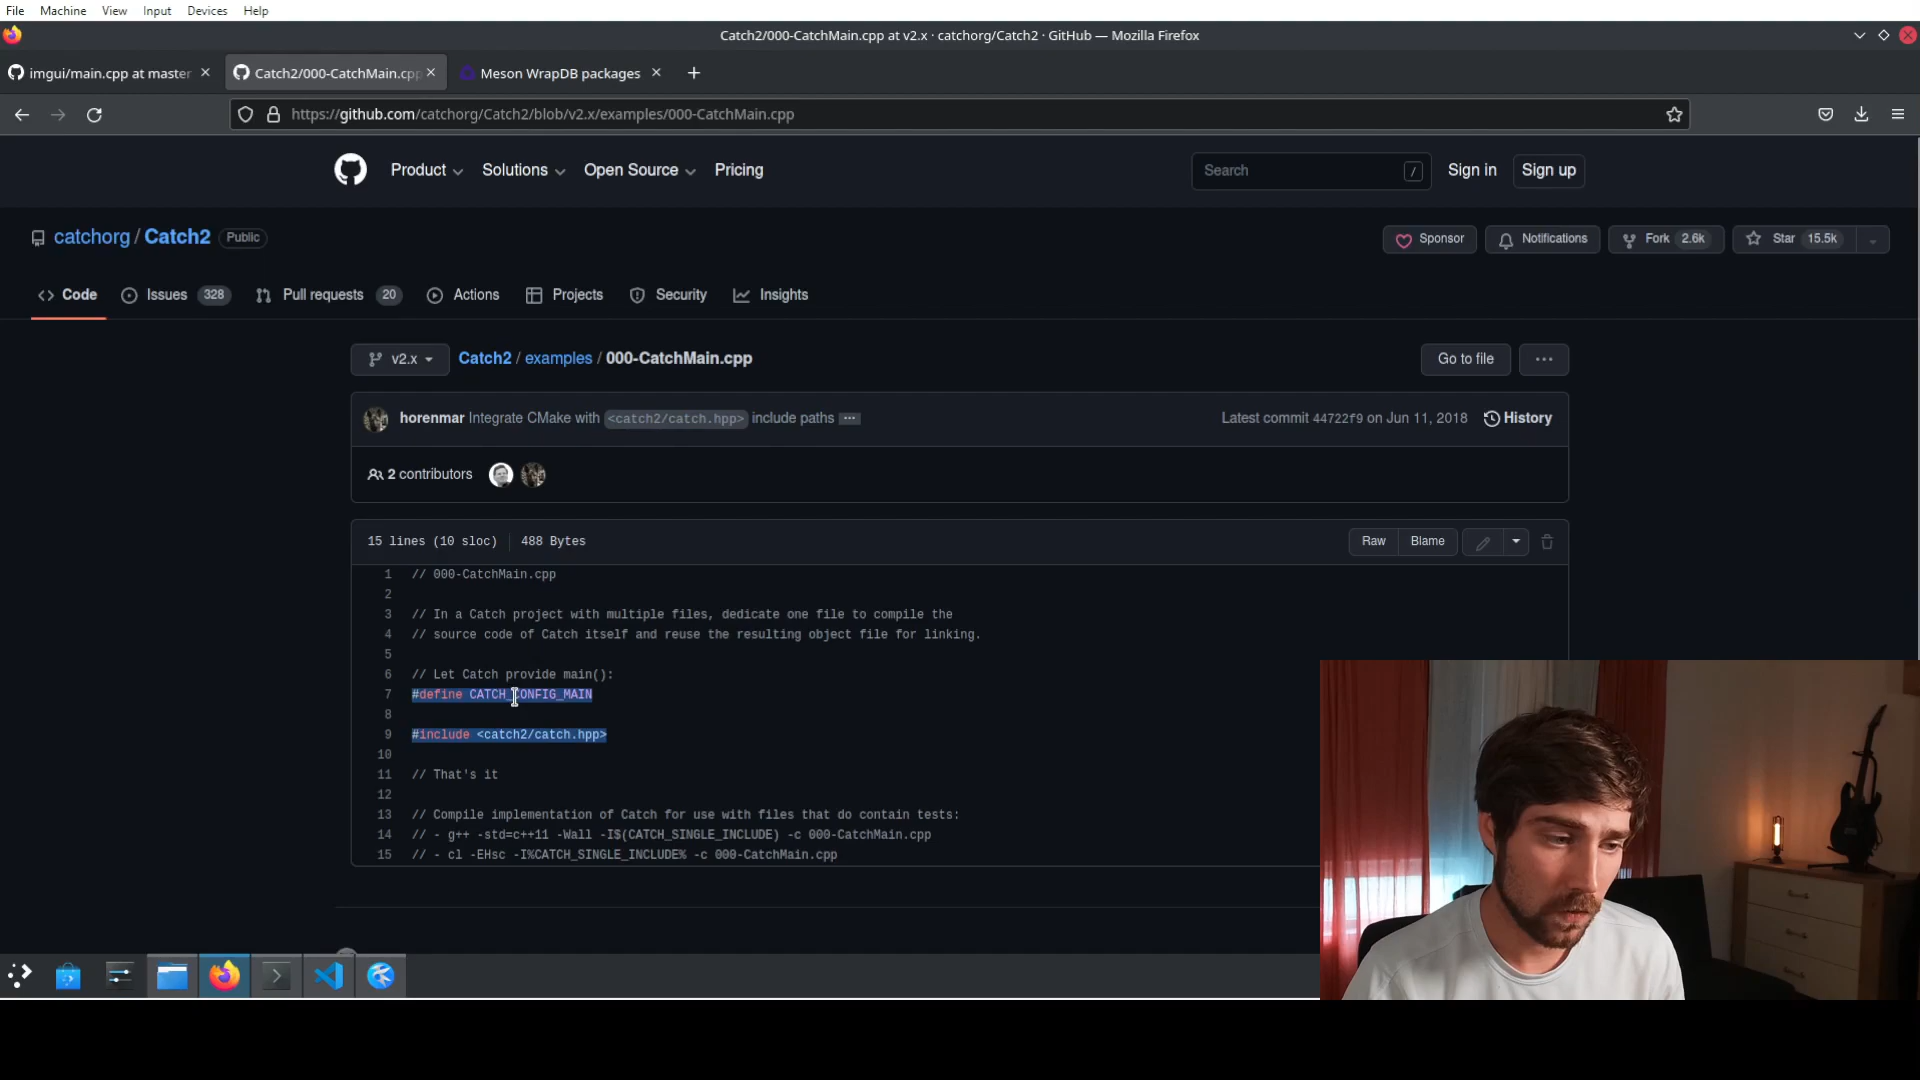 File Machine View Input Devices Help
Catch2/000-CatchMain.cpp at v2.x · catchorg/Catch2 · GitHub — Mozilla Firefox
imgui/main.cpp at master
Catch2/000-CatchMain.cpp
Meson WrapDB packages
https://github.com/catchorg/Catch2/blob/v2.x/examples/000-CatchMain.cpp
Product Solutions Open Source Pricing
Search /
Sign in Sign up
catchorg / Catch2 Public
Sponsor Notifications Fork 2.6k Star 15.5k
Code Issues 328 Pull requests 20 Actions Projects Security Insights
v2.x Catch2 / examples / 000-CatchMain.cpp
Go to file ···
horenmar Integrate CMake with <catch2/catch.hpp> include paths ···
Latest commit 44722f9 on Jun 11, 2018 History
2 contributors
15 lines (10 sloc) 488 Bytes
Raw Blame
1 // 000-CatchMain.cpp
2
3 // In a Catch project with multiple files, dedicate one file to compile the
4 // source code of Catch itself and reuse the resulting object file for linking.
5
6 // Let Catch provide main():
7 #define CATCH_CONFIG_MAIN
8
9 #include <catch2/catch.hpp>
10
11 // That's it
12
13 // Compile implementation of Catch for use with files that do contain tests:
14 // - g++ -std=c++11 -Wall -I$(CATCH_SINGLE_INCLUDE) -c 000-CatchMain.cpp
15 // - cl -EHsc -I%CATCH_SINGLE_INCLUDE% -c 000-CatchMain.cpp